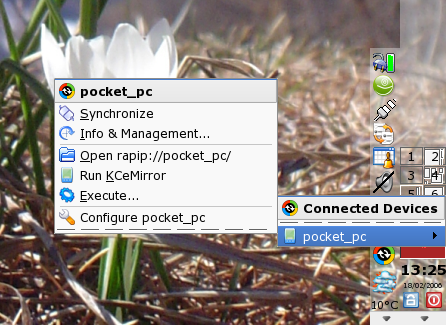 pocket_pc
Synchronize
Info & Management...
Open rapip://pocket_pc/
Run KCeMirror
Execute...
Configure pocket_pc
Connected Devices
pocket_pc
1 2
3 4
5 6
13:25
18/02/2006
10°C